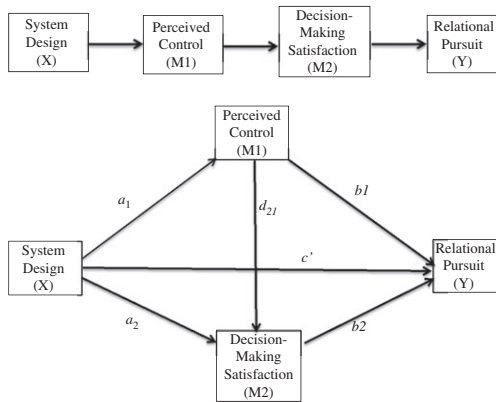 System
Design
(X)
Perceived
Control
(M1)
Decision-
Making
Satisfaction
(M2)
Relational
Pursuit
(Y)
Perceived
Control
(M1)
a1
d21
b1
System
Design
(X)
c'
Relational
Pursuit
(Y)
a2
b2
Decision-
Making
Satisfaction
(M2)